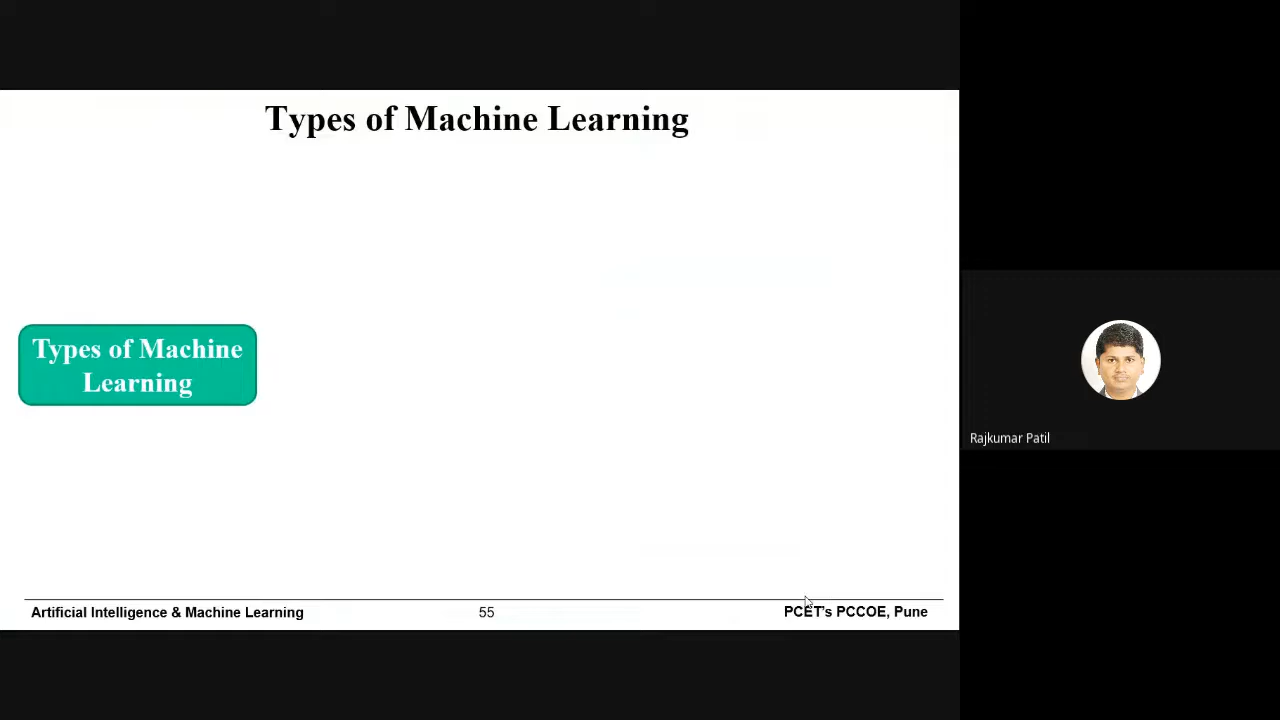 Types of Machine Learning
Types of Machine
Learning
Rajkumar Patil
Artificial Intelligence & Machine Learning
55
PCET's PCCOE, Pune